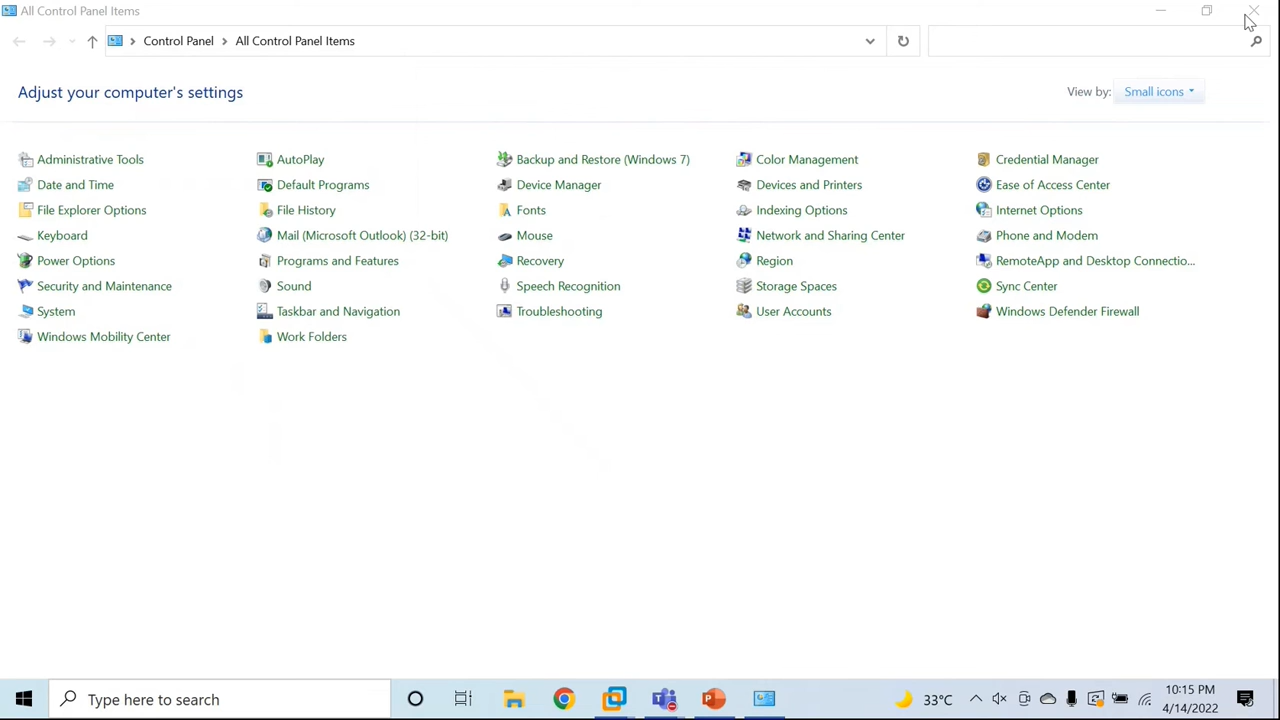 All Control Panel Items
Control Panel > All Control Panel Items
Adjust your computer's settings
View by: Small icons
Administrative Tools AutoPlay Backup and Restore (Windows 7) Color Management Credential Manager
Date and Time Default Programs Device Manager Devices and Printers Ease of Access Center
File Explorer Options File History Fonts Indexing Options Internet Options
Keyboard Mail (Microsoft Outlook) (32-bit) Mouse Network and Sharing Center Phone and Modem
Power Options Programs and Features Recovery Region RemoteApp and Desktop Connectio...
Security and Maintenance Sound Speech Recognition Storage Spaces Sync Center
System Taskbar and Navigation Troubleshooting User Accounts Windows Defender Firewall
Windows Mobility Center Work Folders
Type here to search 33°C 10:15 PM
4/14/2022